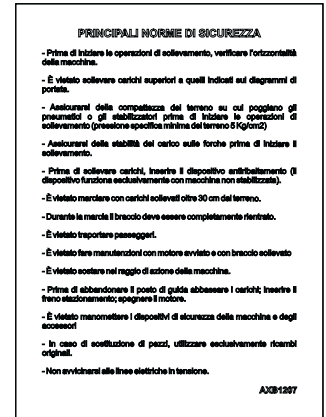 PRINCIPALI NORME DI SICUREZZA
- Prima di iniziare le operazioni di sollevamento, verificare l'orizzontalità
della macchina.
- È vietato sollevare carichi superiori a quelli indicati sui diagrammi di
portata.
- Assicurarsi della compattezza del terreno su cui poggiano gli
pneumatici o gli stabilizzatori prima di iniziare le operazioni di
sollevamento (pressione specifica minima del terreno 5 Kg/cm2)
- Assicurarsi della stabilità del carico sulle forche prima di iniziare il
sollevamento.
- Prima di sollevare carichi, inserire il dispositivo antiribaltamento (il
dispositivo funziona esclusivamente con macchina non stabilizzata).
- È vietato marciare con carichi sollevati oltre 30 cm dal terreno.
- Durante la marcia il braccio deve essere completamente rientrato.
- È vietato traportare passeggeri.
- È vietato fare manutenzioni con motore avviato e con braccio sollevato
- È vietato sostare nel raggio di azione della macchina.
- Prima di abbandonare il posto di guida abbassare i carichi; inserire il
freno stazionamento; spegnere il motore.
- È vietato manomettere i dispositivi di sicurezza della macchina e degli
accessori
- In caso di sostituzione di pezzi, utilizzare esclusivamente ricambi
originali.
- Non avvicinarsi alle linee elettriche in tensione.
AXB1207